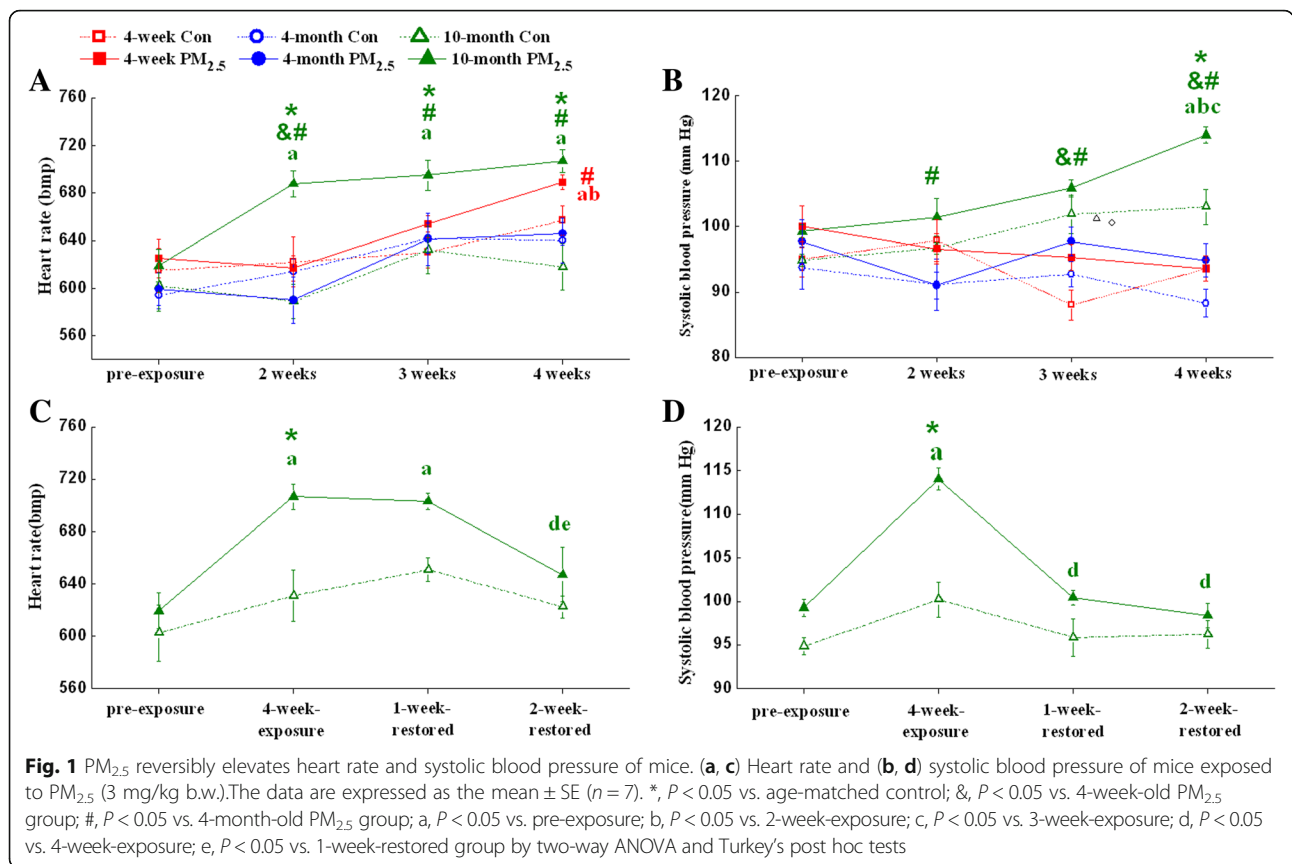 4-week Con 4-month Con 10-month Con
4-week PM2.5 4-month PM2.5 10-month PM2.5
A
760
720
680
640
600
560
Heart rate (bmp)
*
&#
a
*
#
a
*
#
a
#
ab
pre-exposure 2 weeks 3 weeks 4 weeks
B
120
110
100
90
80
Systolic blood pressure (mm Hg)
#
&#
*
&#
abc
pre-exposure 2 weeks 3 weeks 4 weeks
C
760
720
680
640
600
560
Heart rate(bmp)
*
a
a
de
pre-exposure 4-week-exposure 1-week-restored 2-week-restored
D
120
115
110
105
100
95
90
Systolic blood pressure(mm Hg)
*
a
d
d
pre-exposure 4-week-exposure 1-week-restored 2-week-restored
Fig. 1 PM2.5 reversibly elevates heart rate and systolic blood pressure of mice. (a, c) Heart rate and (b, d) systolic blood pressure of mice exposed
to PM2.5 (3 mg/kg b.w.).The data are expressed as the mean ± SE (n = 7). *, P < 0.05 vs. age-matched control; &, P < 0.05 vs. 4-week-old PM2.5
group; #, P < 0.05 vs. 4-month-old PM2.5 group; a, P < 0.05 vs. pre-exposure; b, P < 0.05 vs. 2-week-exposure; c, P < 0.05 vs. 3-week-exposure; d, P < 0.05
vs. 4-week-exposure; e, P < 0.05 vs. 1-week-restored group by two-way ANOVA and Turkey's post hoc tests